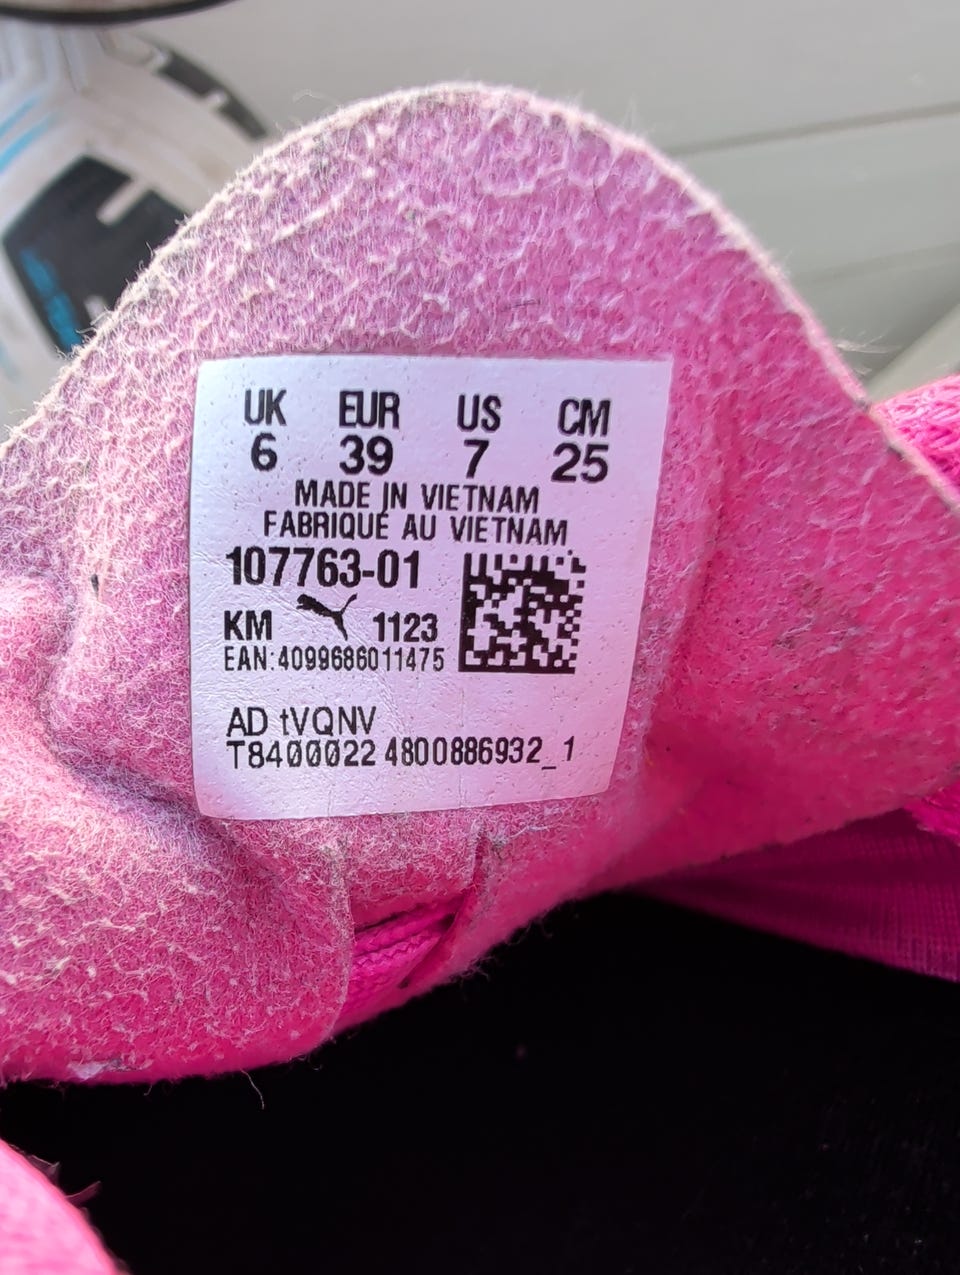 UK EUR US CM
6 39 7 25
MADE IN VIETNAM
FABRIQUÉ AU VIETNAM
107763-01
KM 1123
EAN:4099686011475
AD tVQNV
T8400022 4800886932_1